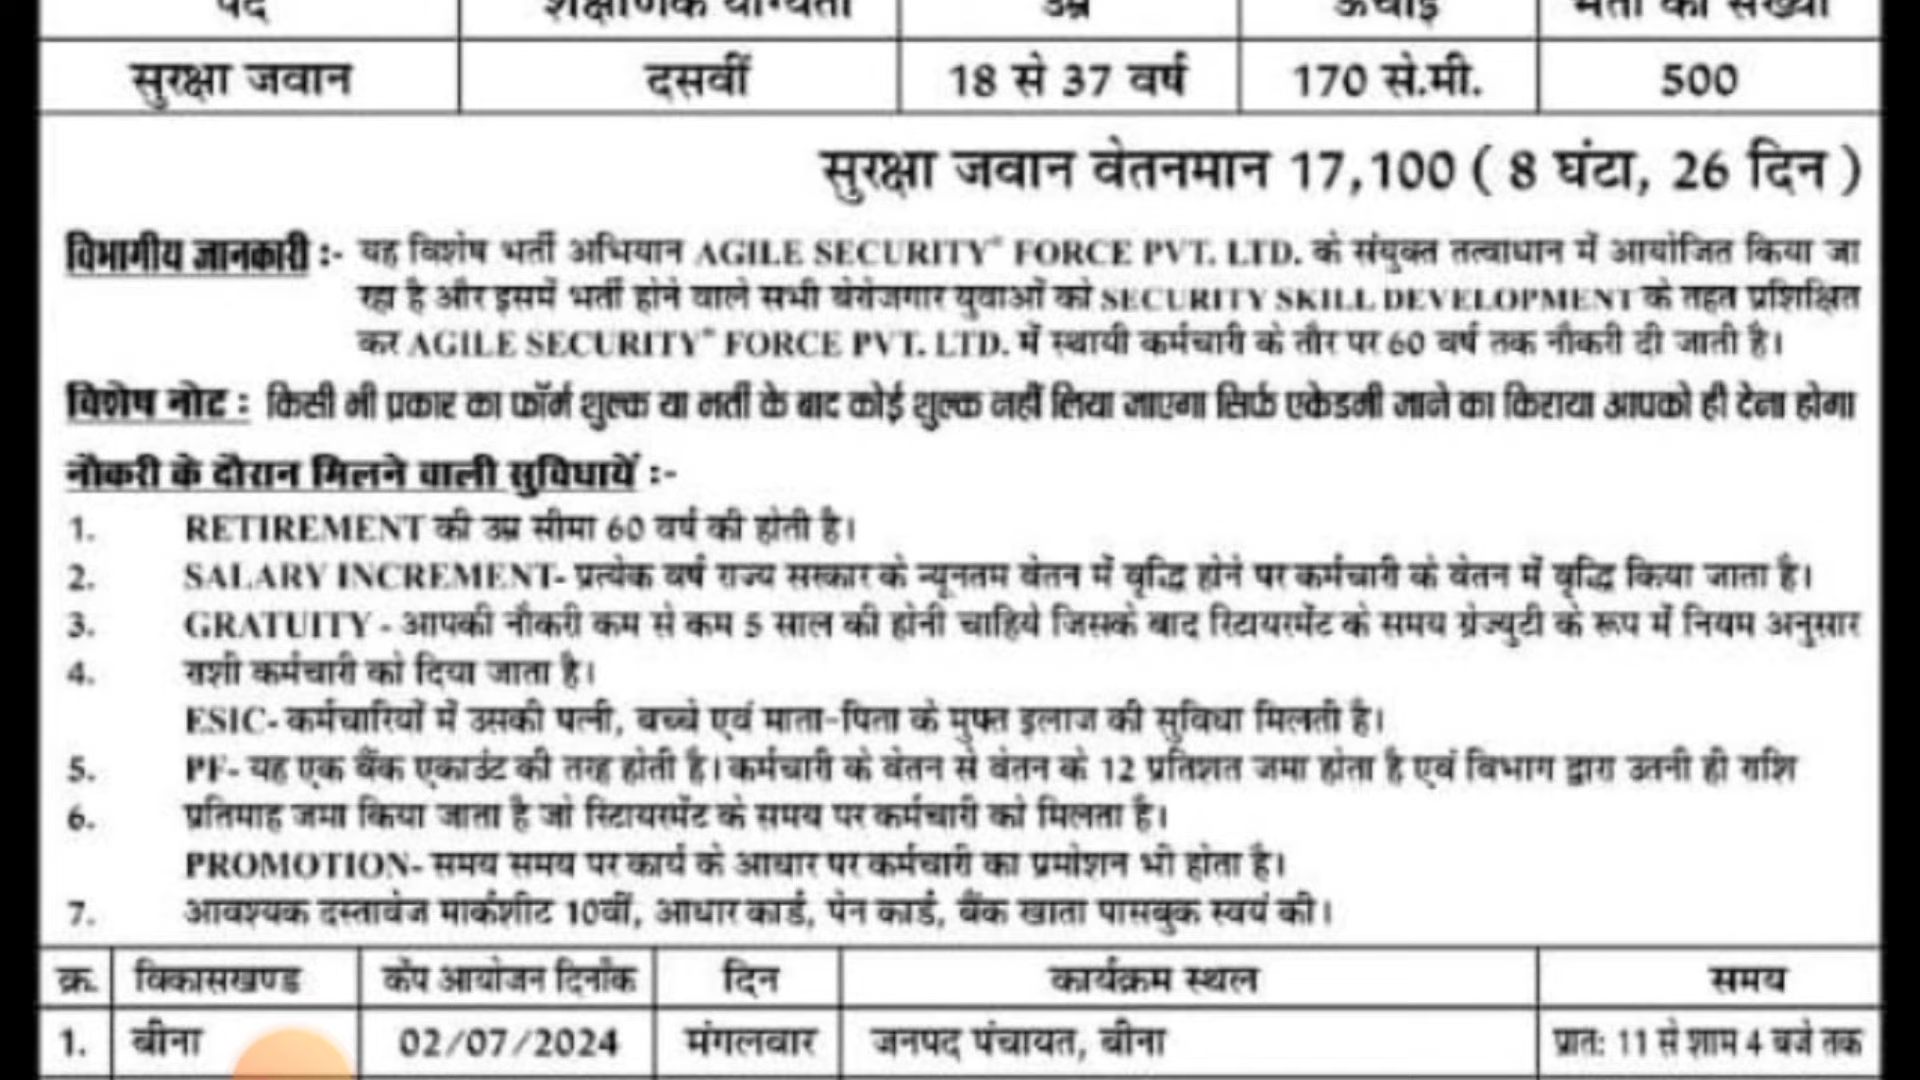 पद शैक्षणिक योग्यता उम्र ऊंचाई भर्ती की संख्या
सुरक्षा जवान दसवीं 18 से 37 वर्ष 170 से.मी. 500
सुरक्षा जवान वेतनमान 17,100 ( 8 घंटा, 26 दिन )
विभागीय जानकारी :- यह विशेष भर्ती अभियान AGILE SECURITY® FORCE PVT. LTD. के संयुक्त तत्वाधान में आयोजित किया जा
रहा है और इसमें भर्ती होने वाले सभी बेरोजगार युवाओं को SECURITY SKILL DEVELOPMENT के तहत प्रशिक्षित
कर AGILE SECURITY® FORCE PVT. LTD. में स्थायी कर्मचारी के तौर पर 60 वर्ष तक नौकरी दी जाती है।
विशेष नोट : किसी भी प्रकार का फॉर्म शुल्क या भर्ती के बाद कोई शुल्क नहीं लिया जाएगा सिर्फ एकेडमी जाने का किराया आपको ही देना होगा
नौकरी के दौरान मिलने वाली सुविधायें :-
1. RETIREMENT की उम्र सीमा 60 वर्ष की होती है।
2. SALARY INCREMENT- प्रत्येक वर्ष राज्य सरकार के न्यूनतम वेतन में वृद्धि होने पर कर्मचारी के वेतन में वृद्धि किया जाता है।
3. GRATUITY - आपकी नौकरी कम से कम 5 साल की होनी चाहिये जिसके बाद रिटायरमेंट के समय ग्रेज्युटी के रूप में नियम अनुसार
4. राशी कर्मचारी को दिया जाता है।
ESIC- कर्मचारियों में उसकी पत्नी, बच्चे एवं माता-पिता के मुफ्त इलाज की सुविधा मिलती है।
5. PF- यह एक बैंक एकाउंट की तरह होती है। कर्मचारी के वेतन से वेतन के 12 प्रतिशत जमा होता है एवं विभाग द्वारा उतनी ही राशि
6. प्रतिमाह जमा किया जाता है जो रिटायरमेंट के समय पर कर्मचारी को मिलता है।
PROMOTION- समय समय पर कार्य के आधार पर कर्मचारी का प्रमोशन भी होता है।
7. आवश्यक दस्तावेज मार्कशीट 10वीं, आधार कार्ड, पेन कार्ड, बैंक खाता पासबुक स्वयं की।
क्र. विकासखण्ड कैंप आयोजन दिनाँक दिन कार्यक्रम स्थल समय
1. बीना 02/07/2024 मंगलवार जनपद पंचायत, बीना प्रात: 11 से शाम 4 बजे तक